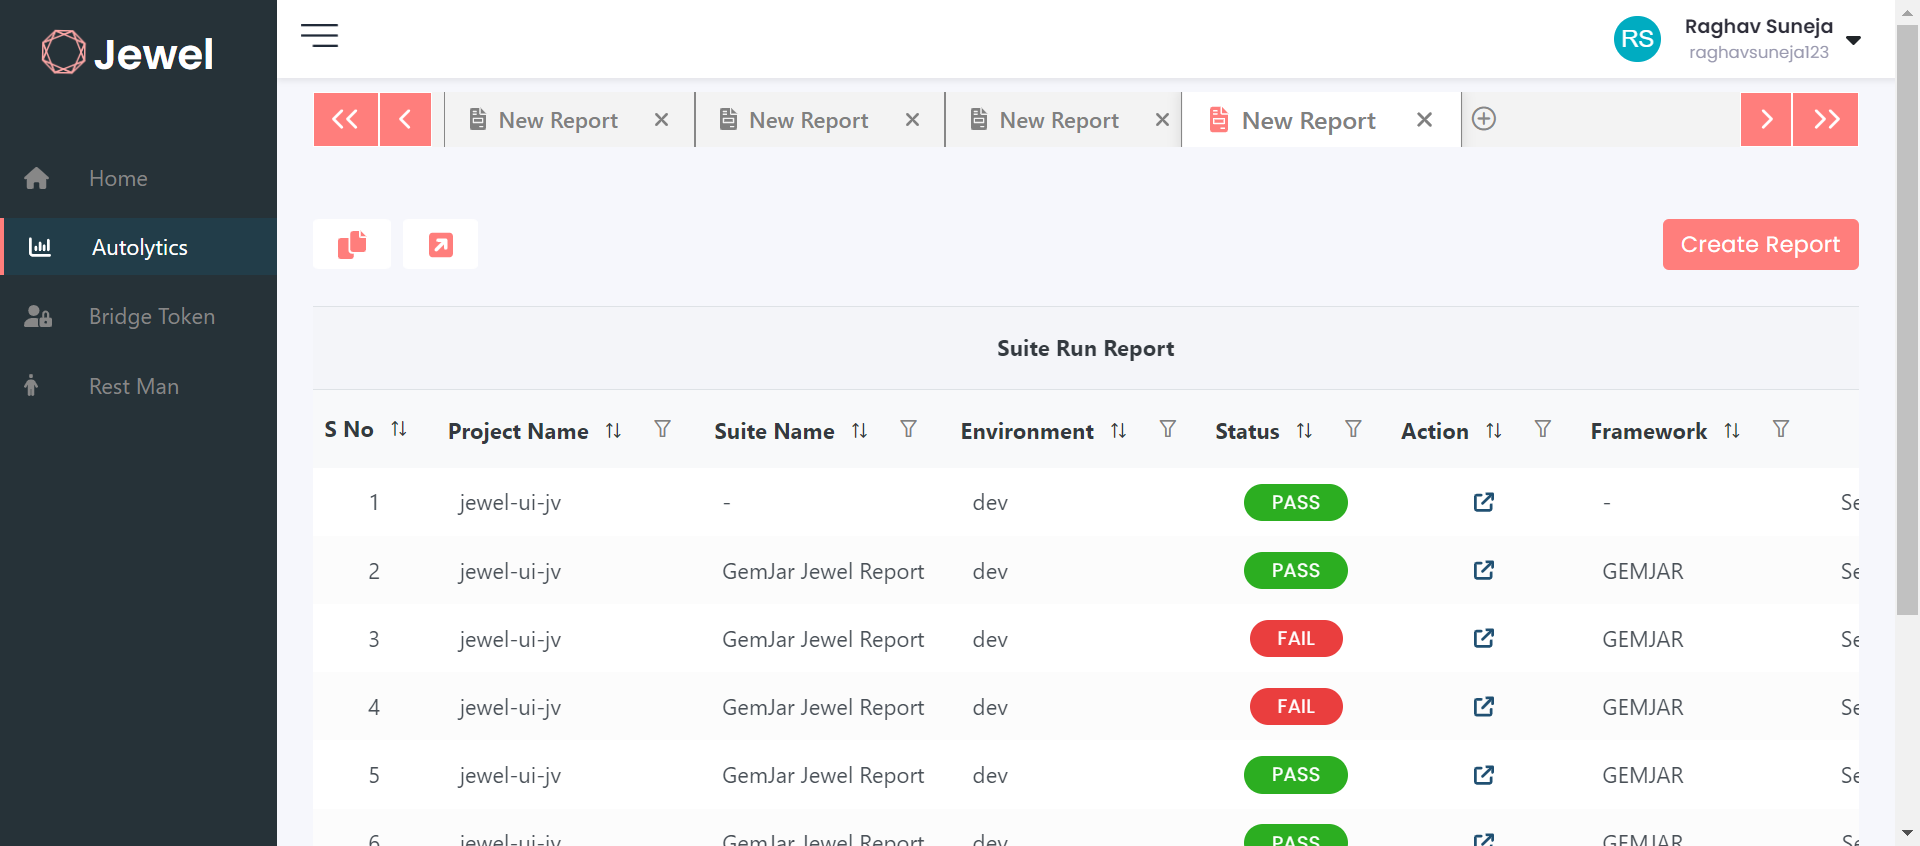 Jewel
RS
Raghav Suneja
raghavsuneja123
New Report
New Report
New Report
New Report
Home
Autolytics
Bridge Token
Rest Man
Create Report
Suite Run Report
S No Project Name Suite Name Environment Status Action Framework
1 jewel-ui-jv - dev PASS - Se
2 jewel-ui-jv GemJar Jewel Report dev PASS GEMJAR Se
3 jewel-ui-jv GemJar Jewel Report dev FAIL GEMJAR Se
4 jewel-ui-jv GemJar Jewel Report dev FAIL GEMJAR Se
5 jewel-ui-jv GemJar Jewel Report dev PASS GEMJAR Se
6 jewel-ui-jv GemJar Jewel Report dev PASS GEMJAR Se